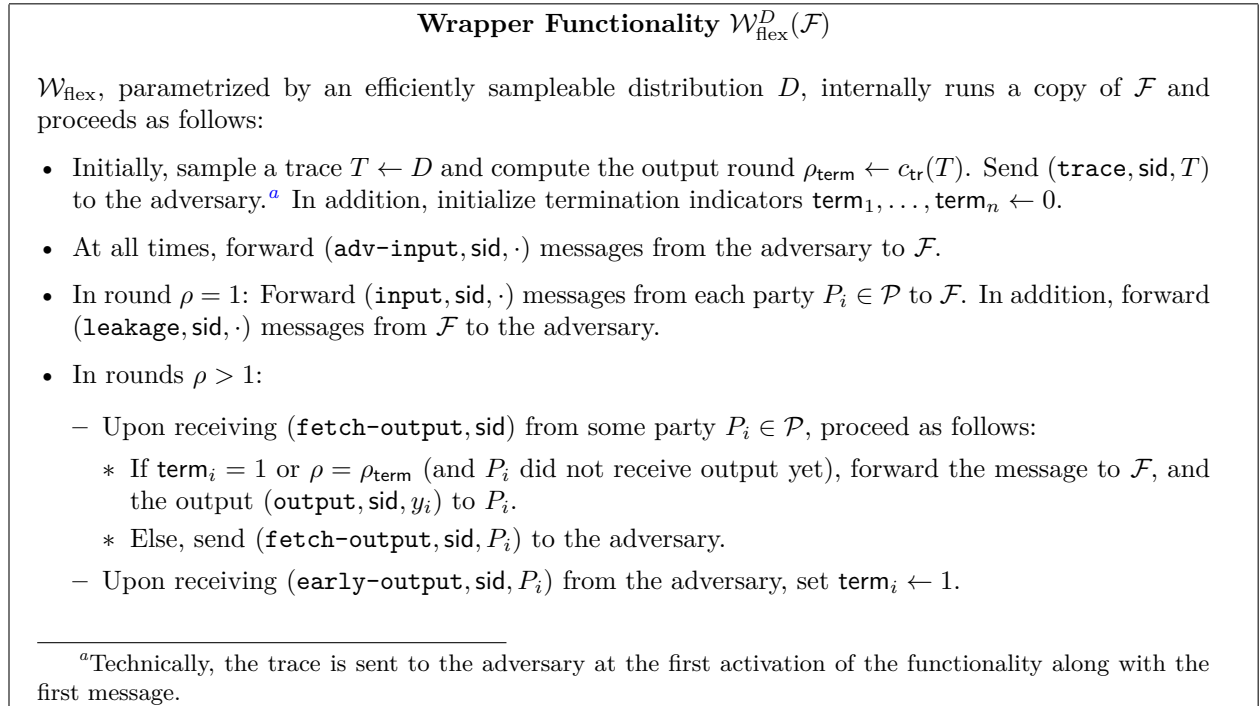 Wrapper Functionality 𝒲^D_flex(ℱ)
𝒲_flex, parametrized by an efficiently sampleable distribution D, internally runs a copy of ℱ and
proceeds as follows:
• Initially, sample a trace T ← D and compute the output round ρ_term ← c_tr(T). Send (trace, sid, T)
to the adversary.^a In addition, initialize termination indicators term_1, …, term_n ← 0.
• At all times, forward (adv-input, sid, ·) messages from the adversary to ℱ.
• In round ρ = 1: Forward (input, sid, ·) messages from each party P_i ∈ 𝒫 to ℱ. In addition, forward
(leakage, sid, ·) messages from ℱ to the adversary.
• In rounds ρ > 1:
– Upon receiving (fetch-output, sid) from some party P_i ∈ 𝒫, proceed as follows:
∗ If term_i = 1 or ρ = ρ_term (and P_i did not receive output yet), forward the message to ℱ, and
the output (output, sid, y_i) to P_i.
∗ Else, send (fetch-output, sid, P_i) to the adversary.
– Upon receiving (early-output, sid, P_i) from the adversary, set term_i ← 1.
^aTechnically, the trace is sent to the adversary at the first activation of the functionality along with the
first message.